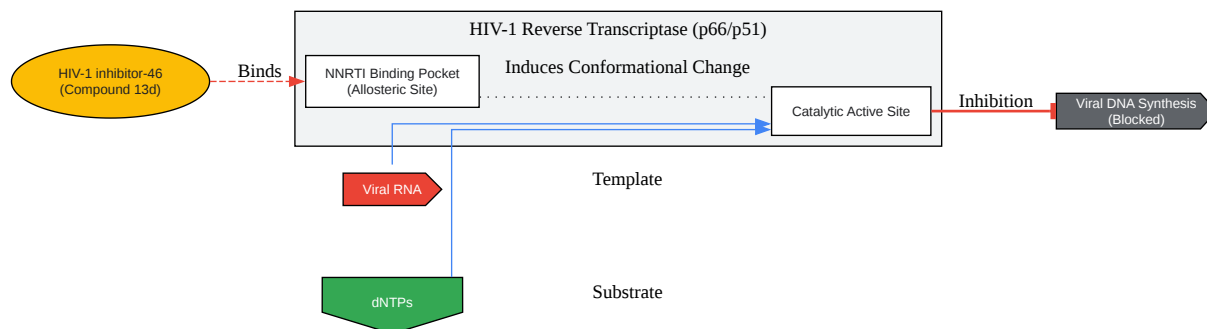 HIV-1 Reverse Transcriptase (p66/p51)
HIV-1 inhibitor-46
(Compound 13d)
Binds
NNRTI Binding Pocket
(Allosteric Site)
Induces Conformational Change
Catalytic Active Site
Inhibition
Viral DNA Synthesis
(Blocked)
Viral RNA
Template
dNTPs
Substrate